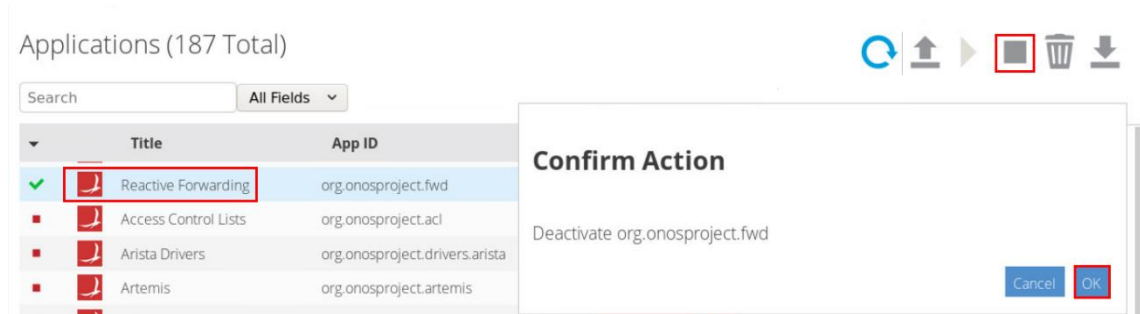 Applications (187 Total)
Search
All Fields
Title App ID
Reactive Forwarding org.onosproject.fwd
Access Control Lists org.onosproject.acl
Arista Drivers org.onosproject.drivers.arista
Artemis org.onosproject.artemis
Confirm Action
Deactivate org.onosproject.fwd
Cancel OK